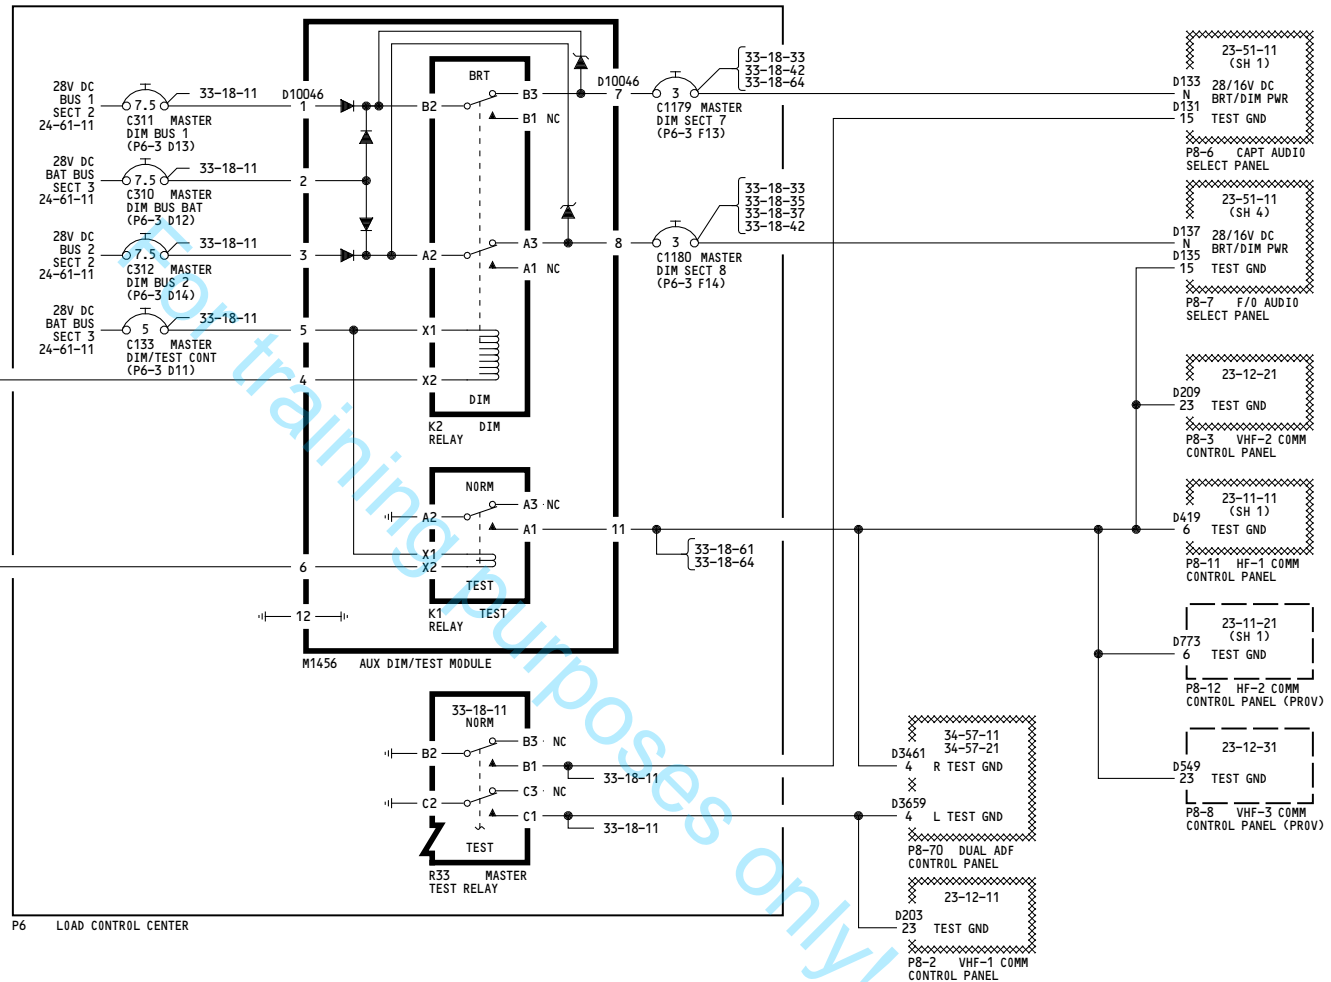 28V DC
BUS 1
SECT 2
24-61-11
7.5
33-18-11
C311 MASTER
DIM BUS 1
(P6-3 D13)
28V DC
BAT BUS
SECT 3
24-61-11
7.5
33-18-11
C310 MASTER
DIM BUS BAT
(P6-3 D12)
28V DC
BUS 2
SECT 2
24-61-11
7.5
33-18-11
C312 MASTER
DIM BUS 2
(P6-3 D14)
28V DC
BAT BUS
SECT 3
24-61-11
5
33-18-11
C133 MASTER
DIM/TEST CONT
(P6-3 D11)
D10046
1
2
3
5
4
6
12
BRT
B2
B3
B1 NC
A2
A3
A1 NC
X1
X2
DIM
K2 DIM
RELAY
NORM
A2
A3 NC
A1
X1
X2
TEST
K1 TEST
RELAY
M1456 AUX DIM/TEST MODULE
D10046
7
8
11
3
C1179 MASTER
DIM SECT 7
(P6-3 F13)
33-18-33
33-18-42
33-18-64
3
C1180 MASTER
DIM SECT 8
(P6-3 F14)
33-18-33
33-18-35
33-18-37
33-18-42
33-18-61
33-18-64
33-18-11
NORM
B2
B3 NC
B1
33-18-11
C2
C3 NC
C1
33-18-11
TEST
R33 MASTER
TEST RELAY
P6 LOAD CONTROL CENTER
23-51-11
(SH 1)
D133
N
28/16V DC
BRT/DIM PWR
D131
15 TEST GND
P8-6 CAPT AUDIO
SELECT PANEL
23-51-11
(SH 4)
D137
N
28/16V DC
BRT/DIM PWR
D135
15 TEST GND
P8-7 F/O AUDIO
SELECT PANEL
23-12-21
D209
23 TEST GND
P8-3 VHF-2 COMM
CONTROL PANEL
23-11-11
(SH 1)
D419
6 TEST GND
P8-11 HF-1 COMM
CONTROL PANEL
23-11-21
(SH 1)
D773
6 TEST GND
P8-12 HF-2 COMM
CONTROL PANEL (PROV)
23-12-31
D549
23 TEST GND
P8-8 VHF-3 COMM
CONTROL PANEL (PROV)
34-57-11
34-57-21
D3461
4 R TEST GND
D3659
4 L TEST GND
P8-70 DUAL ADF
CONTROL PANEL
23-12-11
D203
23 TEST GND
P8-2 VHF-1 COMM
CONTROL PANEL
For training purposes only!